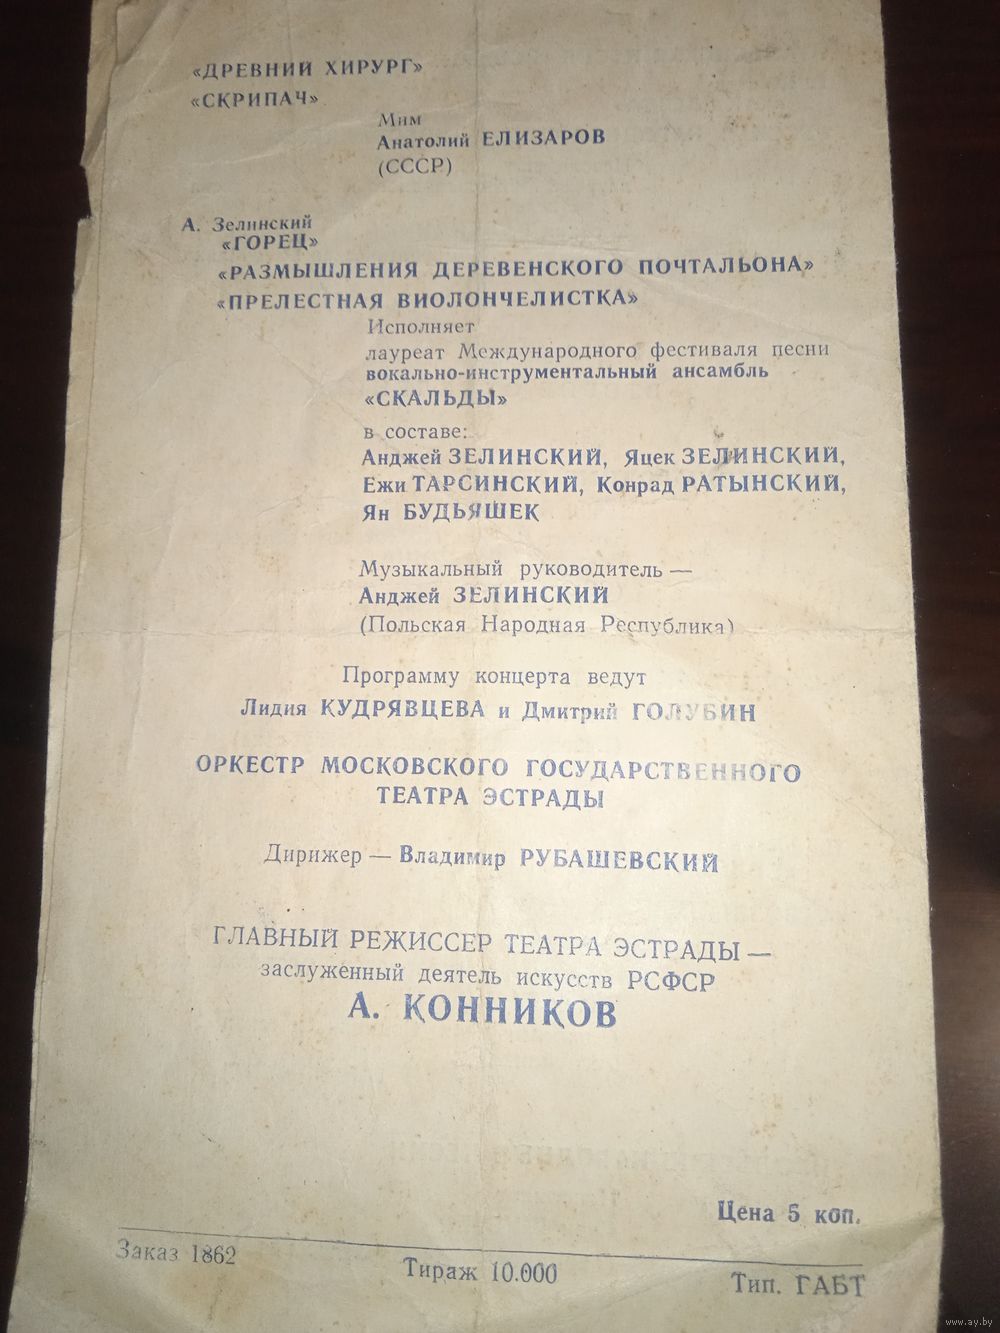 «ДРЕВНИЙ ХИРУРГ»
«СКРИПАЧ»
Мим
Анатолий ЕЛИЗАРОВ
(СССР)
А. Зелинский
«ГОРЕЦ»
«РАЗМЫШЛЕНИЯ ДЕРЕВЕНСКОГО ПОЧТАЛЬОНА»
«ПРЕЛЕСТНАЯ ВИОЛОНЧЕЛИСТКА»
Исполняет
лауреат Международного фестиваля песни
вокально-инструментальный ансамбль
«СКАЛЬДЫ»
в составе:
Анджей ЗЕЛИНСКИЙ, Яцек ЗЕЛИНСКИЙ,
Ежи ТАРСИНСКИЙ, Конрад РАТЫНСКИЙ,
Ян БУДЬЯШЕК
Музыкальный руководитель —
Анджей ЗЕЛИНСКИЙ
(Польская Народная Республика)
Программу концерта ведут
Лидия КУДРЯВЦЕВА и Дмитрий ГОЛУБИН
ОРКЕСТР МОСКОВСКОГО ГОСУДАРСТВЕННОГО
ТЕАТРА ЭСТРАДЫ
Дирижер — Владимир РУБАШЕВСКИЙ
ГЛАВНЫЙ РЕЖИССЕР ТЕАТРА ЭСТРАДЫ —
заслуженный деятель искусств РСФСР
А. КОННИКОВ
Цена 5 коп.
Заказ 1862
Тираж 10.000
Тип. ГАБТ
www.ay.by